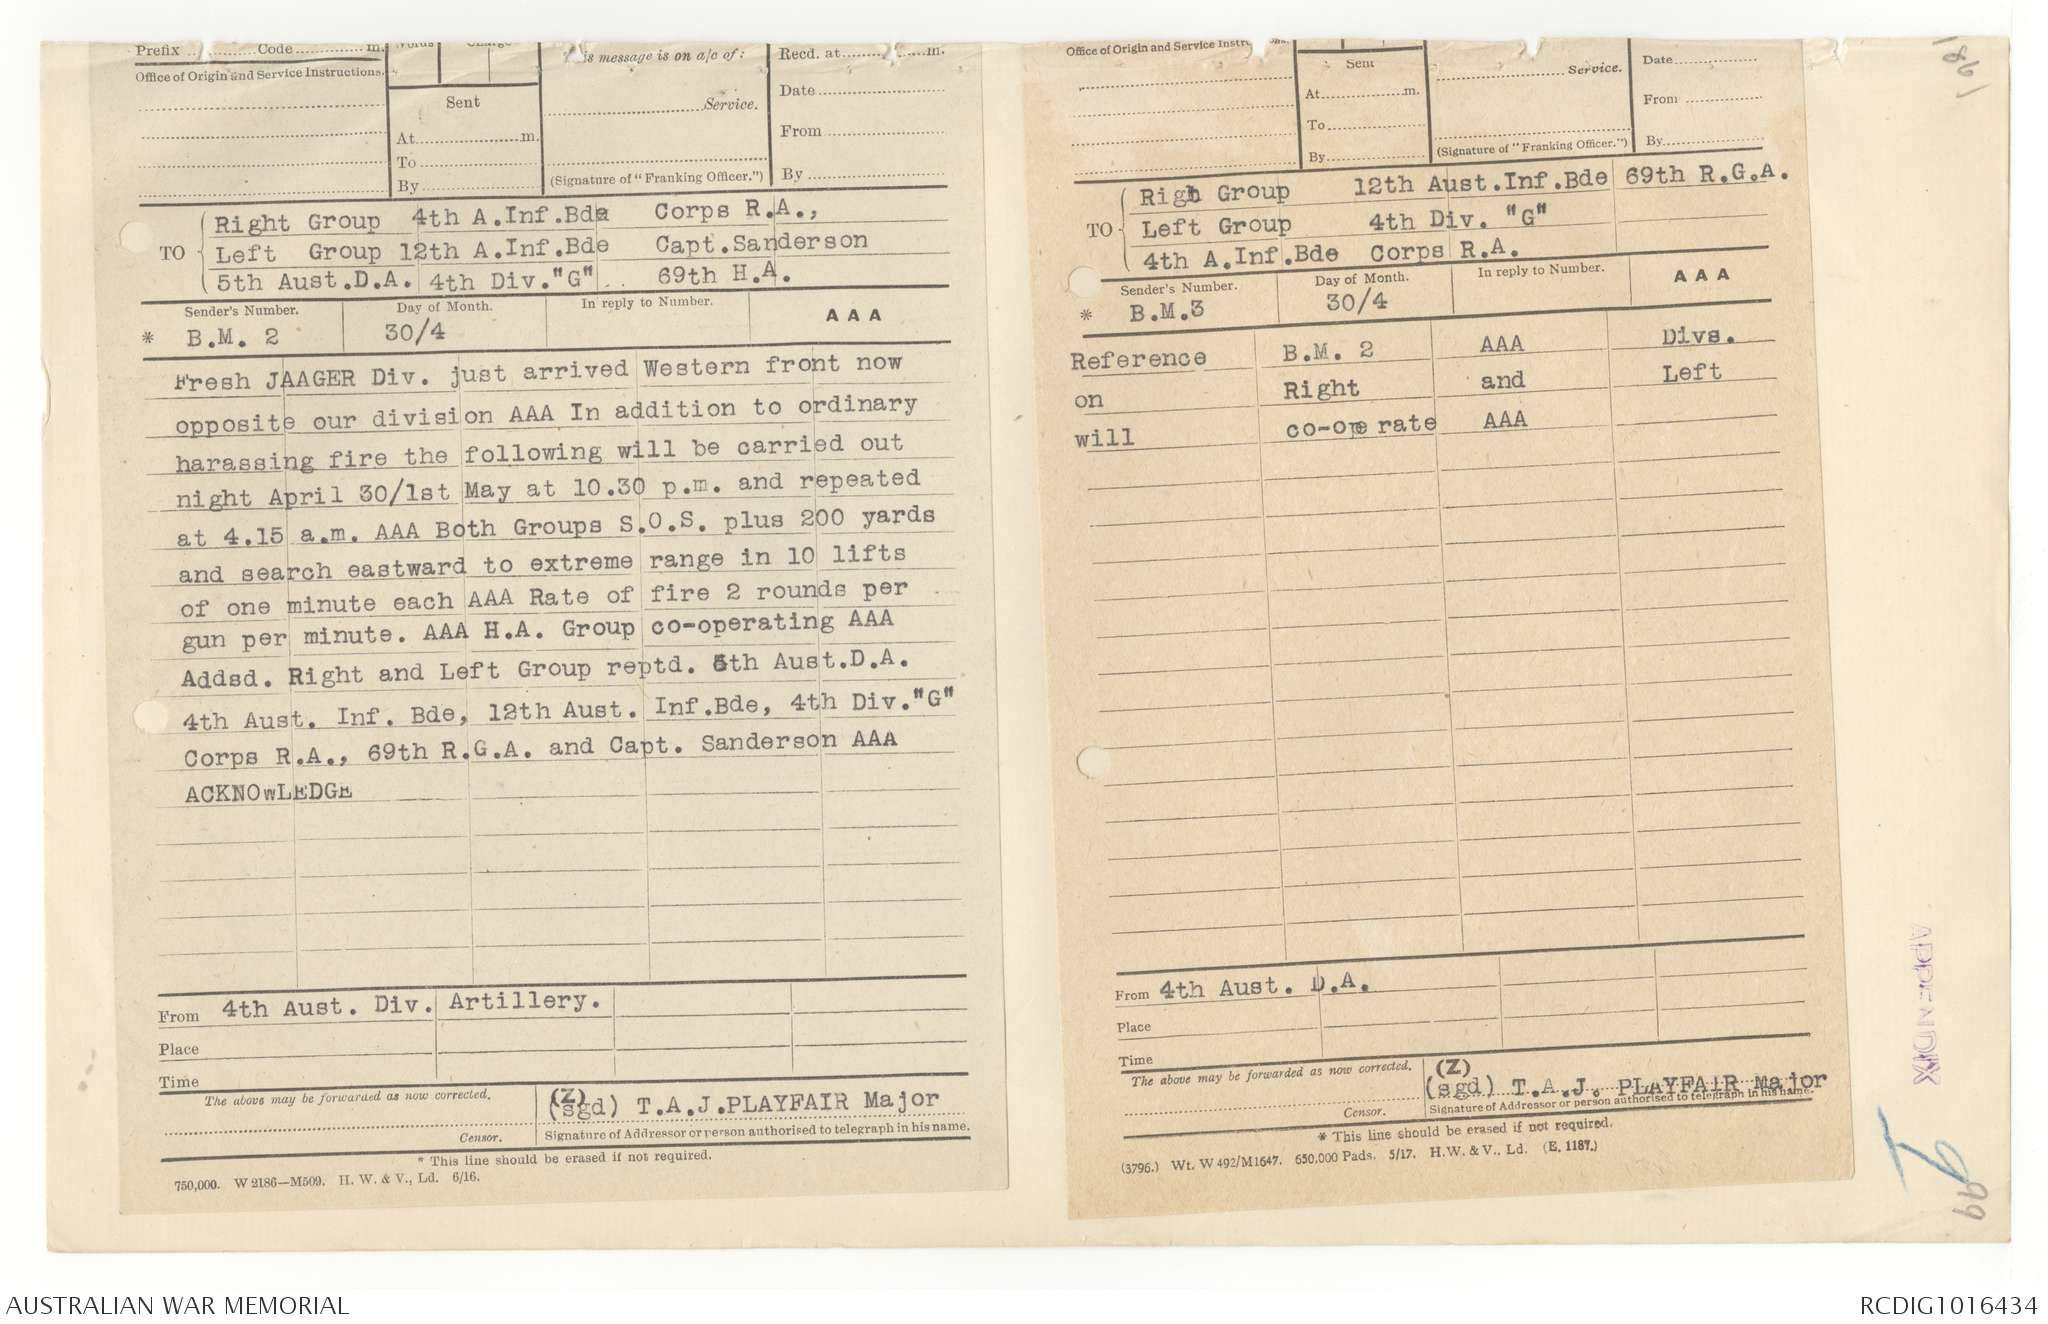 Prefix ............ Code ............ m.
Office of Origin and Service Instructions.
Words Charge
Sent
At ............ m.
To ............
By ............
This message is on a/c of:
............ Service.
(Signature of "Franking Officer.")
Recd. at ............ m.
Date ............
From ............
By ............
TO
Right Group 4th A.Inf.Bde Corps R.A.,
Left Group 12th A.Inf.Bde Capt.Sanderson
5th Aust.D.A. 4th Div."G" .. 69th H.A.
Sender's Number. Day of Month. In reply to Number. AAA
* B.M. 2 30/4
Fresh JAAGER Div. just arrived Western front now
opposite our division AAA In addition to ordinary
harassing fire the following will be carried out
night April 30/1st May at 10.30 p.m. and repeated
at 4.15 a.m. AAA Both Groups S.O.S. plus 200 yards
and search eastward to extreme range in 10 lifts
of one minute each AAA Rate of fire 2 rounds per
gun per minute. AAA H.A. Group co-operating AAA
Addsd. Right and Left Group reptd. 5th Aust.D.A.
4th Aust. Inf. Bde, 12th Aust. Inf.Bde, 4th Div."G"
Corps R.A., 69th R.G.A. and Capt. Sanderson AAA
ACKNOwLEDGE
From 4th Aust. Div. Artillery.
Place
Time
The above may be forwarded as now corrected. (Z)
(sgd) T.A.J.PLAYFAIR Major
Censor. Signature of Addressor or person authorised to telegraph in his name.
* This line should be erased if not required.
750,000. W 2186—M509. H. W. & V., Ld. 6/16.
Office of Origin and Service Instructions.
Sent
At ............ m.
To ............
By ............
............ Service.
(Signature of "Franking Officer.")
Date ............
From ............
By ............
TO
Righ Group 12th Aust.Inf.Bde 69th R.G.A.
Left Group 4th Div. "G"
4th A.Inf.Bde Corps R.A.
Sender's Number. Day of Month. In reply to Number. AAA
* B.M.3 30/4
Reference B.M. 2 AAA Divs.
on Right and Left
will co-operate AAA
From 4th Aust. D.A.
Place
Time
The above may be forwarded as now corrected. (Z)
(sgd) T.A.J. PLAYFAIR Major
Censor. Signature of Addressor or person authorised to telegraph in his name.
* This line should be erased if not required.
(3796.) Wt. W492/M1647. 650,000 Pads. 5/17. H.W. & V., Ld. (E. 1187.)
198
APPENDIX
I
99
AUSTRALIAN WAR MEMORIAL
RCDIG1016434